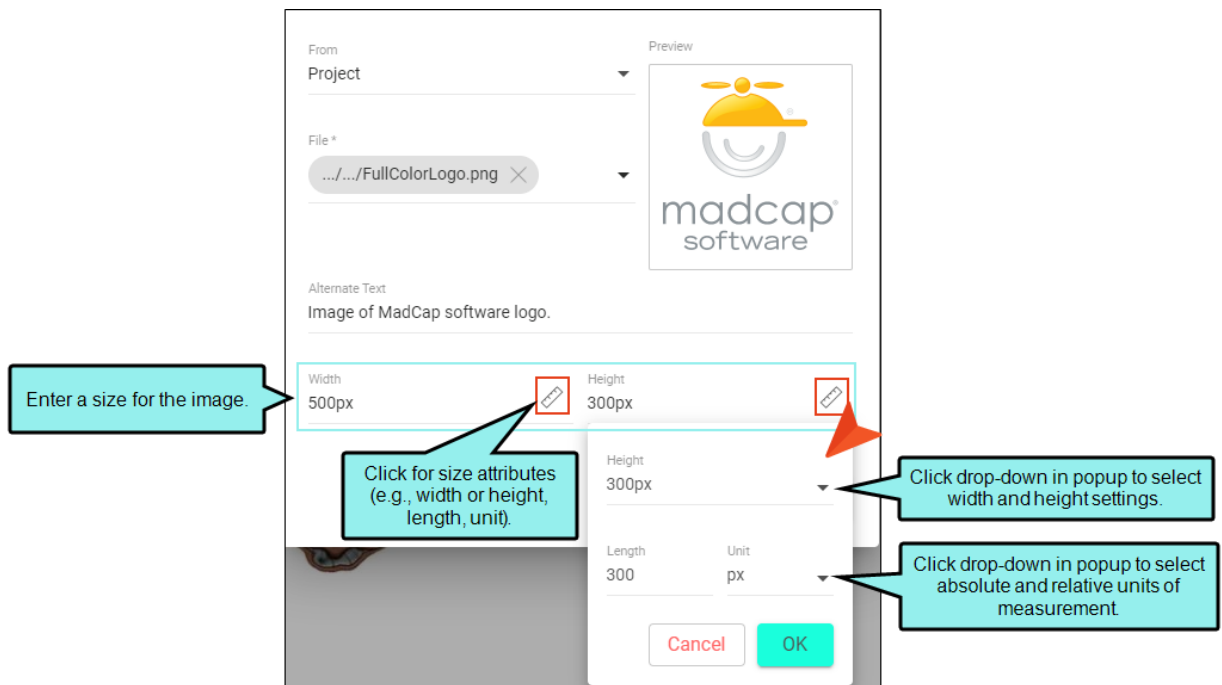 From
Project
Preview
®
File *
.../.../FullColorLogo.png
madcap®
software
Alternate Text
Image of MadCap software logo.
Enter a size for the image.
Width
500px
Height
300px
Click for size attributes
(e.g., width or height,
length, unit).
Height
300px
Click drop-down in popup to select
width and height settings.
Length
300
Unit
px
Click drop-down in popup to select
absolute and relative units of
measurement.
Cancel
OK